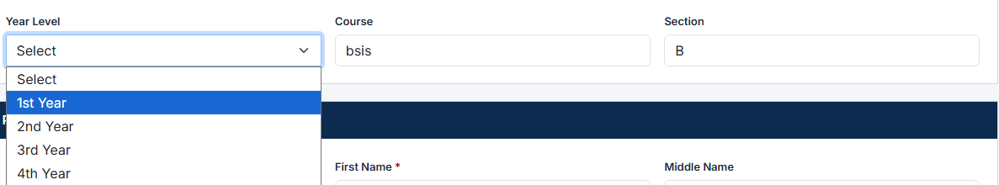 Year Level
Course
Section
Select
bsis
B
Select
1st Year
2nd Year
3rd Year
4th Year
First Name *
Middle Name